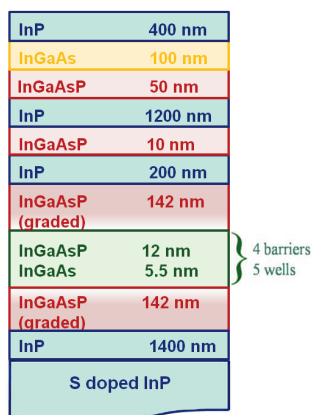 InP 400 nm
InGaAs 100 nm
InGaAsP 50 nm
InP 1200 nm
InGaAsP 10 nm
InP 200 nm
InGaAsP 142 nm
(graded)
InGaAsP 12 nm
InGaAs 5.5 nm
4 barriers
5 wells
InGaAsP 142 nm
(graded)
InP 1400 nm
S doped InP